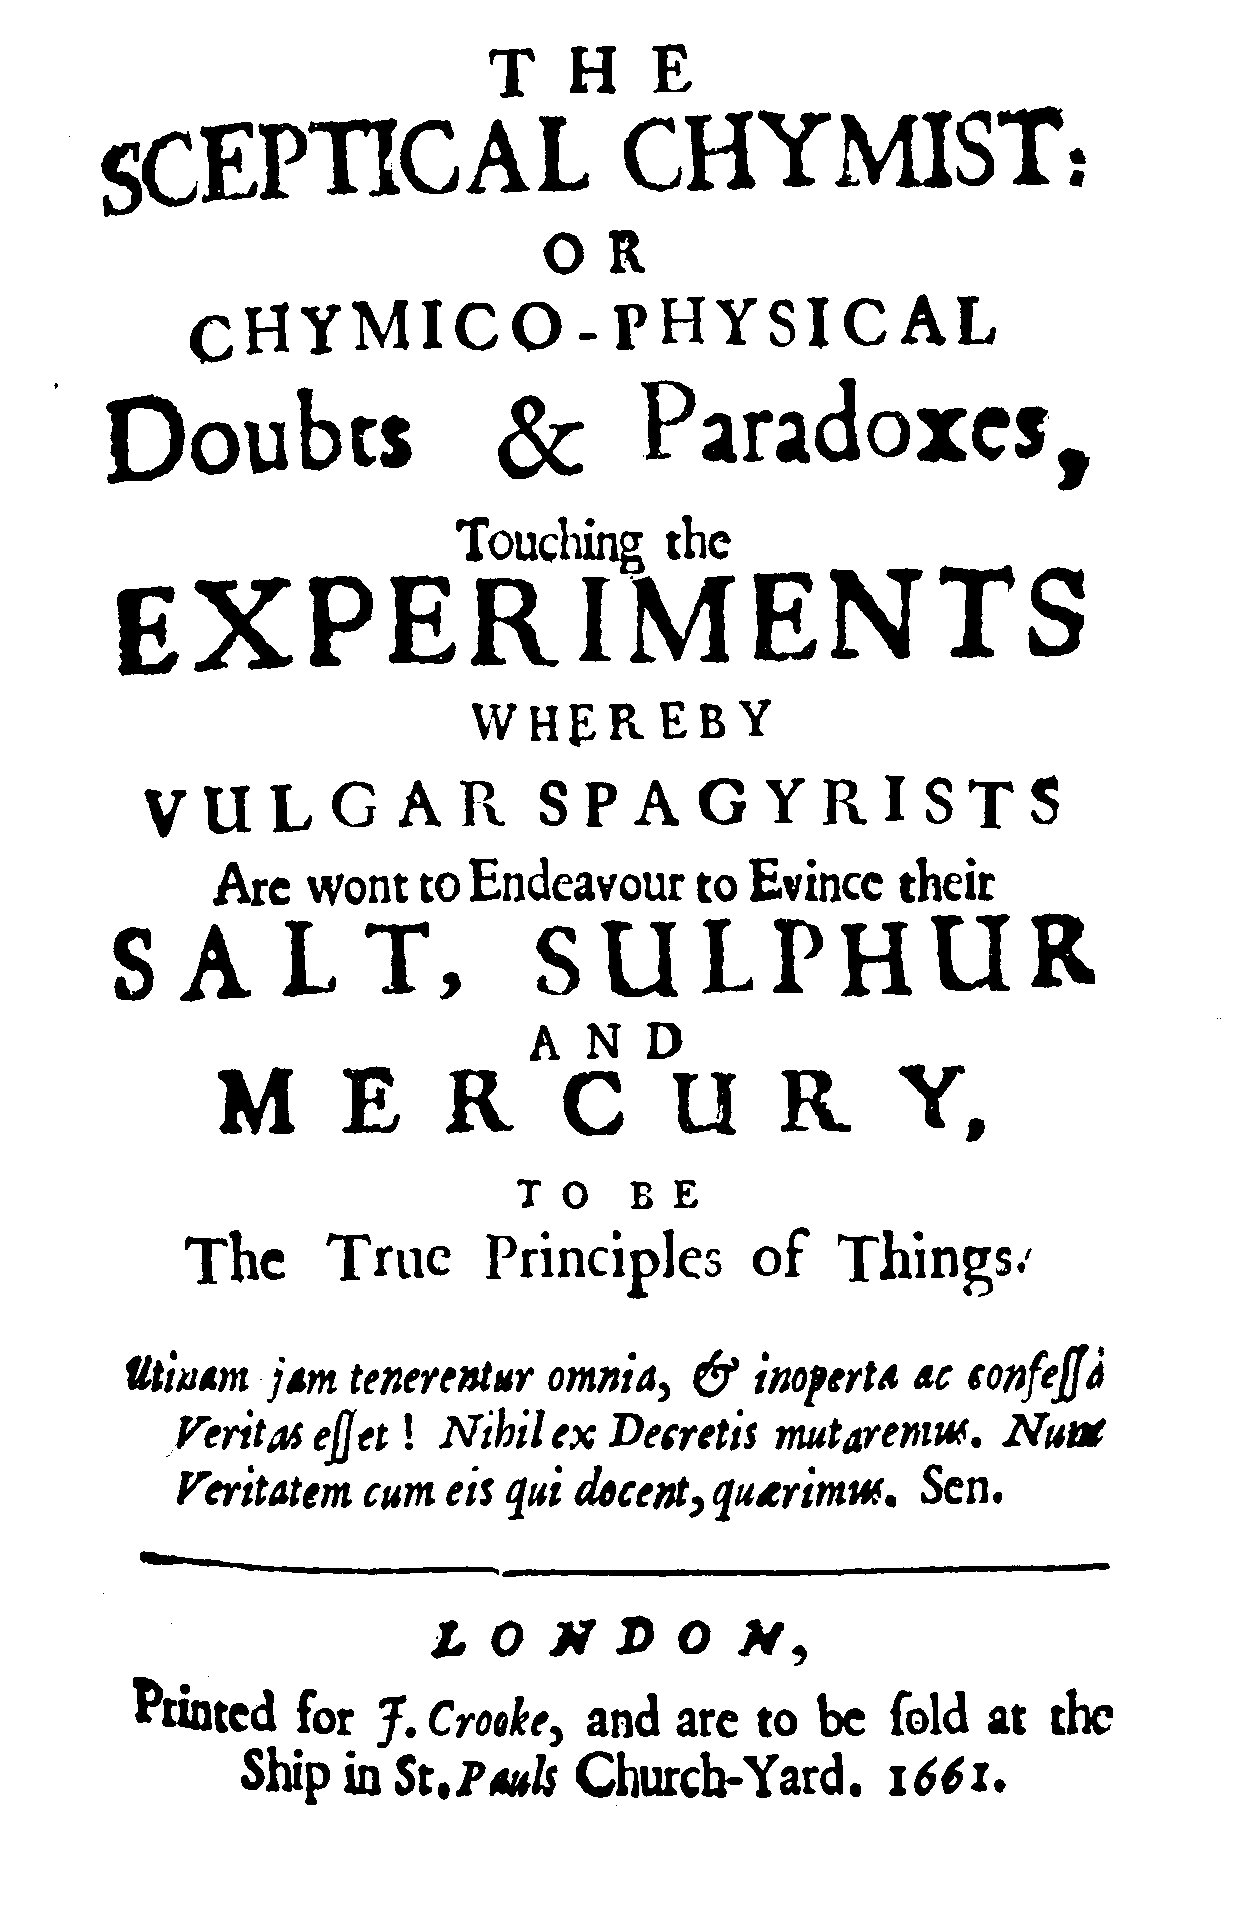 THE
SCEPTICAL CHYMIST:
OR
CHYMICO-PHYSICAL
Doubts & Paradoxes,
Touching the
EXPERIMENTS
WHEREBY
VULGAR SPAGYRISTS
Are wont to Endeavour to Evince their
SALT, SULPHUR
AND
MERCURY,
TO BE
The True Principles of Things.
Utinam jam tenerentur omnia, & inoperta ac confeſſà
Veritas eſſet! Nihil ex Decretis mutaremus. Nunc
Veritatem cum eis qui docent, quærimus. Sen.
LONDON,
Printed for J. Crooke, and are to be ſold at the
Ship in St. Pauls Church-Yard. 1661.